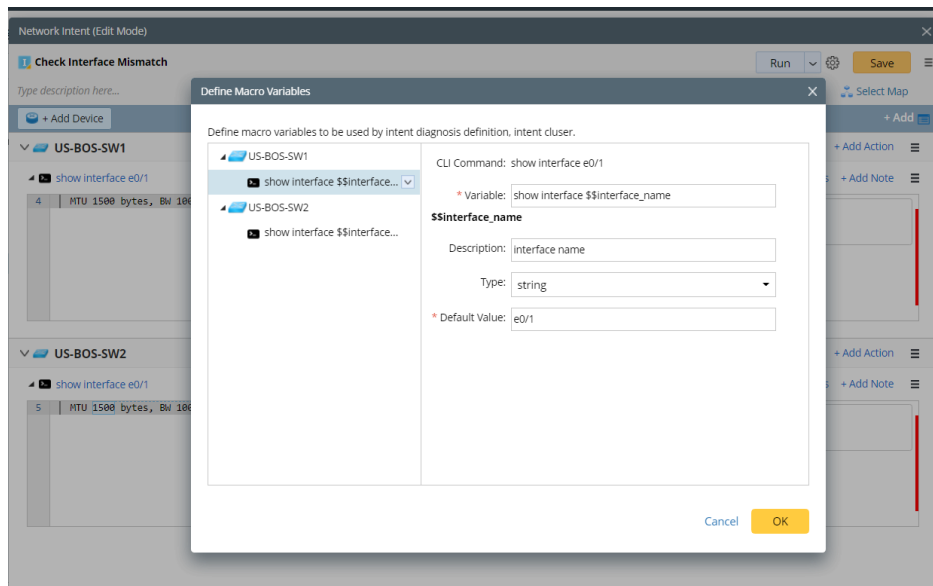 Network Intent (Edit Mode)
Check Interface Mismatch
Run
Save
Type description here...
Select Map
+ Add Device
+ Add
US-BOS-SW1
+ Add Action
show interface e0/1
+ Add Note
4 MTU 1500 bytes, BW
US-BOS-SW2
+ Add Action
show interface e0/1
+ Add Note
5 MTU 1500 bytes, BW
Define Macro Variables
Define macro variables to be used by intent diagnosis definition, intent cluser.
US-BOS-SW1
show interface $$interface...
US-BOS-SW2
show interface $$interface...
CLI Command: show interface e0/1
* Variable: show interface $$interface_name
$$interface_name
Description: interface name
Type: string
* Default Value: e0/1
Cancel
OK